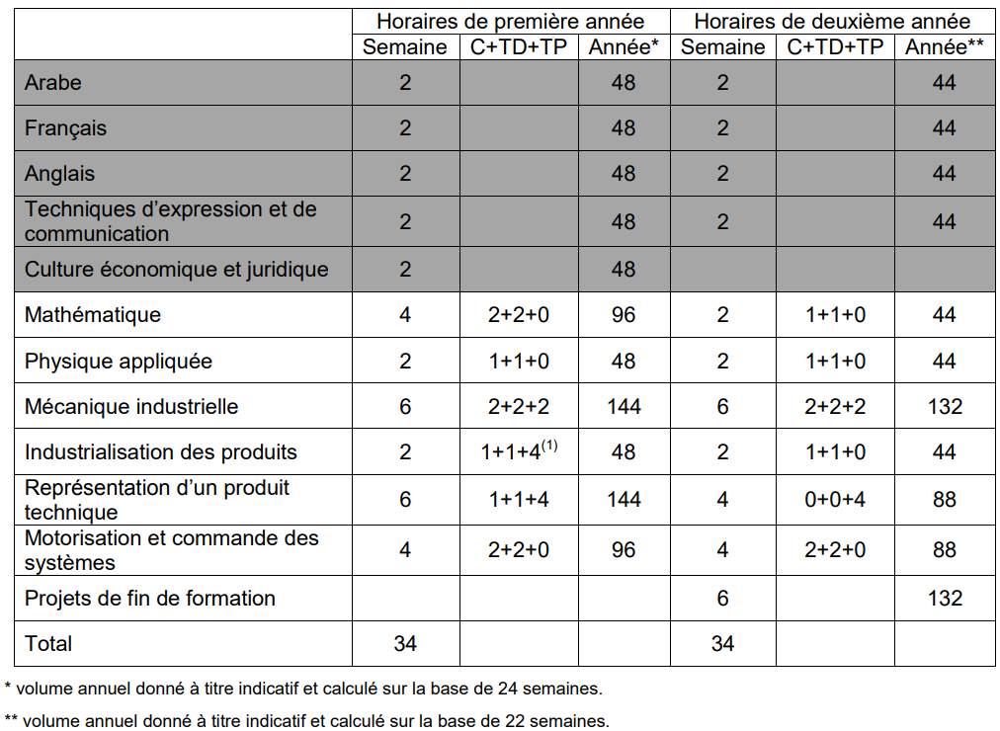 Horaires de première année Horaires de deuxième année
Semaine C+TD+TP Année* Semaine C+TD+TP Année**
Arabe 2 48 2 44
Français 2 48 2 44
Anglais 2 48 2 44
Techniques d’expression et de
communication 2 48 2 44
Culture économique et juridique 2 48
Mathématique 4 2+2+0 96 2 1+1+0 44
Physique appliquée 2 1+1+0 48 2 1+1+0 44
Mécanique industrielle 6 2+2+2 144 6 2+2+2 132
Industrialisation des produits 2 1+1+4(1) 48 2 1+1+0 44
Représentation d’un produit
technique 6 1+1+4 144 4 0+0+4 88
Motorisation et commande des
systèmes 4 2+2+0 96 4 2+2+0 88
Projets de fin de formation 6 132
Total 34 34
* volume annuel donné à titre indicatif et calculé sur la base de 24 semaines.
** volume annuel donné à titre indicatif et calculé sur la base de 22 semaines.